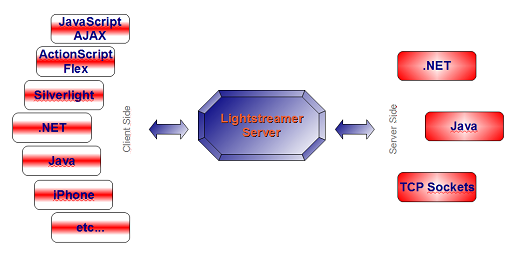 JavaScript
AJAX
ActionScript
Flex
Silverlight
.NET
Java
iPhone
etc...
Client Side
Lightstreamer
Server
Server Side
.NET
Java
TCP Sockets